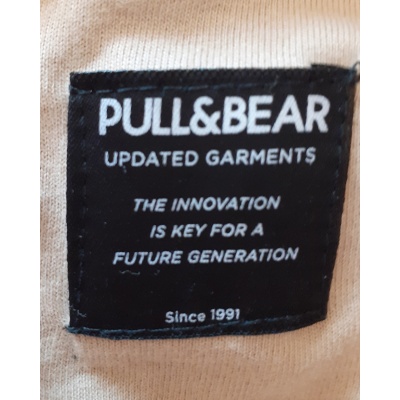 PULL&BEAR
UPDATED GARMENTS
THE INNOVATION
IS KEY FOR A
FUTURE GENERATION
Since 1991